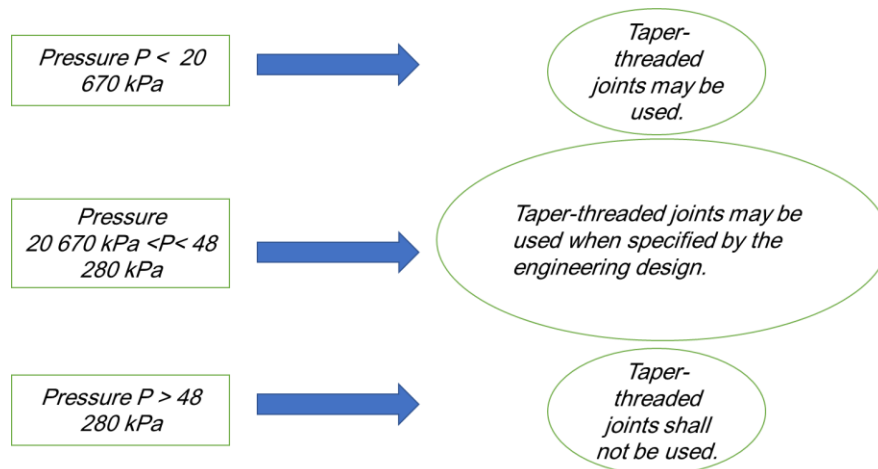 Pressure P < 20
670 kPa
Taper-
threaded
joints may be
used.
Pressure
20 670 kPa <P< 48
280 kPa
Taper-threaded joints may be
used when specified by the
engineering design.
Pressure P > 48
280 kPa
Taper-
threaded
joints shall
not be used.